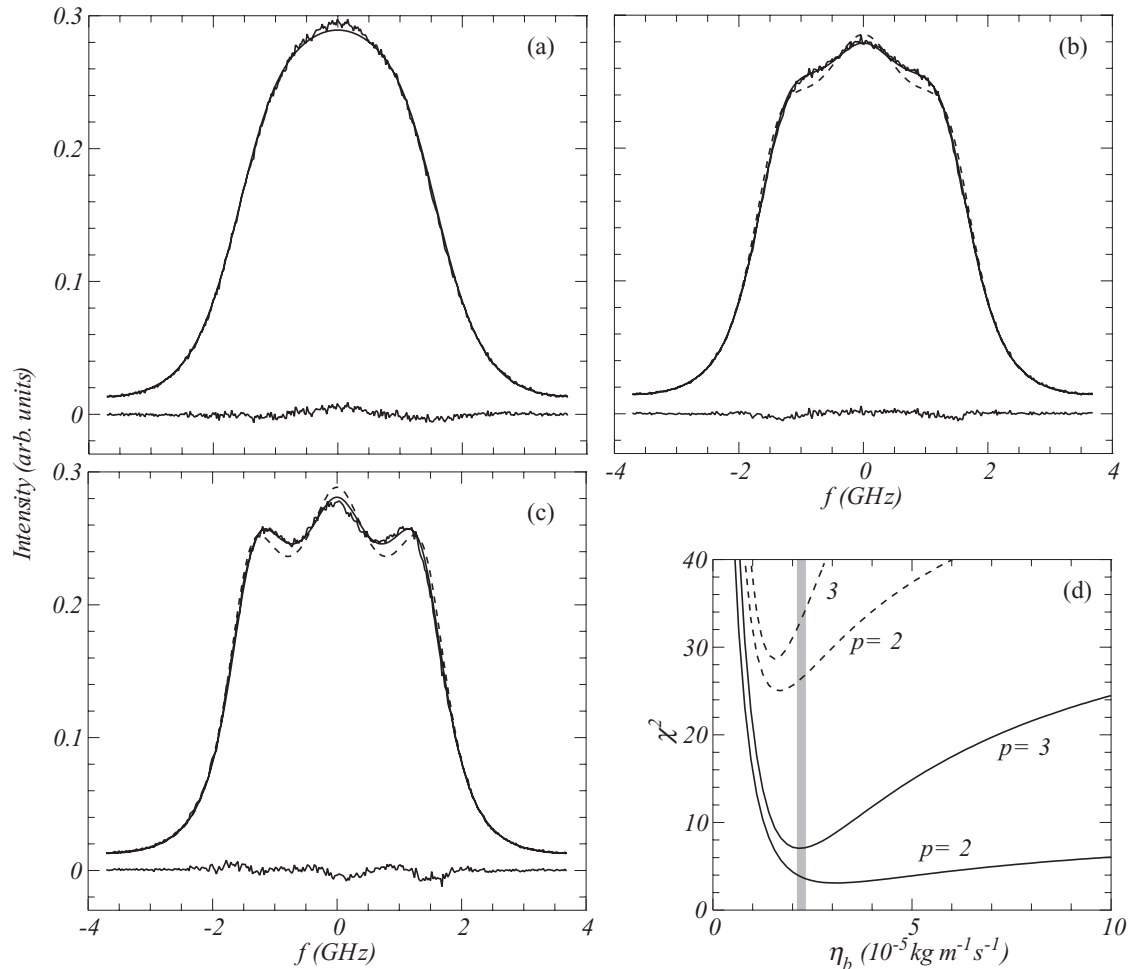 0.3
(a)
0.2
0.1
0
Intensity (arb. units)
(b)
-4 -2 0 2 4
f (GHz)
0.3
(c)
0.2
0.1
0
-4 -2 0 2 4
f (GHz)
40
30
20
10
0
χ²
(d)
3
p= 2
p= 3
p= 2
0 5 10
η_b (10⁻⁵ kg m⁻¹ s⁻¹)